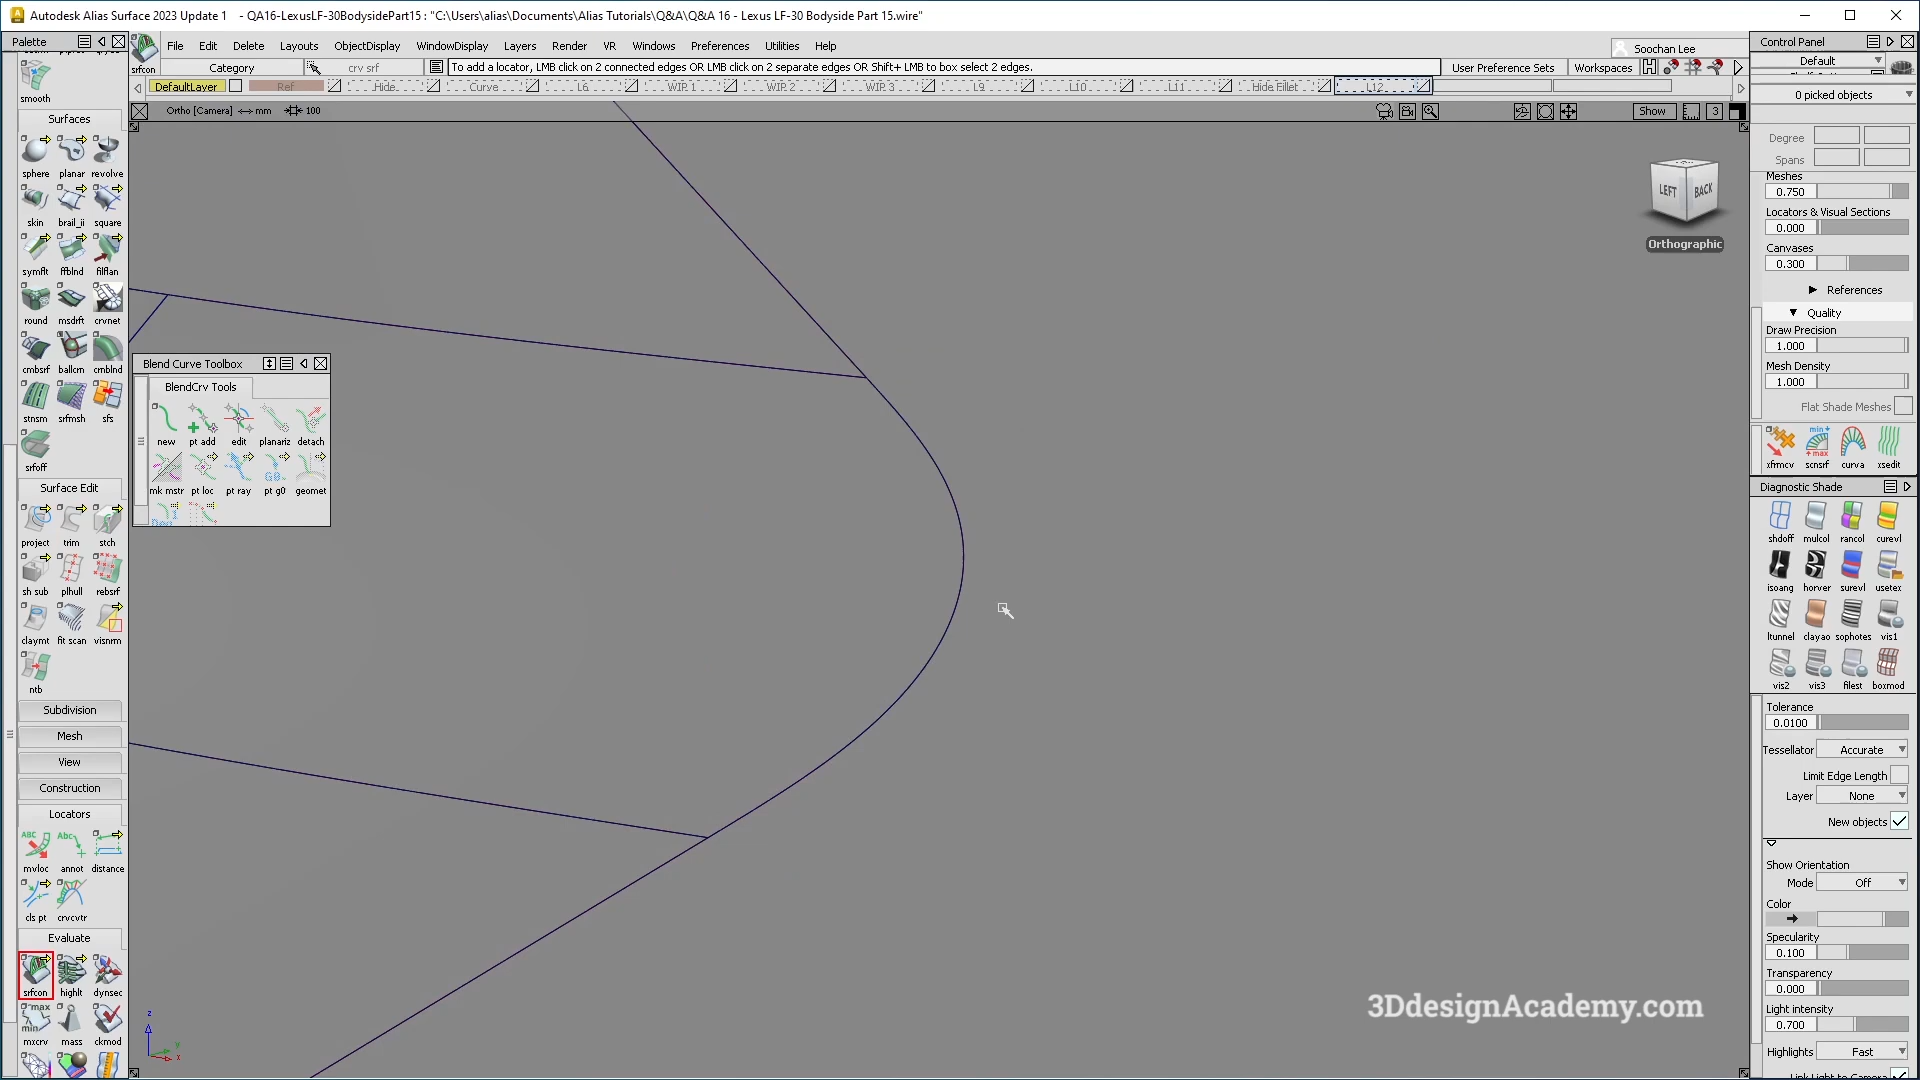 Autodesk Alias Surface 2023 Update 1 - QA16-LexusLF-30BodysidePart15 : "C:\Users\alias\Documents\Alias Tutorials\Q&A\Q&A 16 - Lexus LF-30 Bodyside Part 15.wire"
Palette
File Edit Delete Layouts ObjectDisplay WindowDisplay Layers Render VR Windows Preferences Utilities Help
Soochan Lee
Control Panel
srfcon
Category
crv srf
To add a locator, LMB click on 2 connected edges OR LMB click on 2 separate edges OR Shift+ LMB to box select 2 edges.
User Preference Sets
Workspaces
Default
DefaultLayer Ref Hide Curve L6 WIP 1 WIP 2 WIP 3 L9 L10 L11 Hide Fillet L12
0 picked objects
Ortho [Camera] mm 100
Show
3
smooth
Surfaces
sphere planar revolve
skin brail_ii square
symflt ffblnd filflan
round msdrft crvnet
cmbsrf ballcrn cmblnd
stnsm srfmsh sfs
srfoff
Surface Edit
project trim stch
sh sub plhull rebsrf
claymt fit scan visnrm
ntb
Subdivision
Mesh
View
Construction
Locators
mvloc annot distance
cls pt crvcvtr
Evaluate
srfcon highlt dynsec
mxcrv mass ckmod
Blend Curve Toolbox
BlendCrv Tools
new pt add edit planariz detach
mk mstr pt loc pt ray pt g0 geomet
LEFT BACK
Orthographic
z
y
x
3DdesignAcademy.com
Degree
Spans
Meshes
0.750
Locators & Visual Sections
0.000
Canvases
0.300
References
Quality
Draw Precision
1.000
Mesh Density
1.000
Flat Shade Meshes
xfrmcv scnsrf curva xsedit
Diagnostic Shade
shdoff mulcol rancol curevl
isoang horver surevl usetex
ltunnel clayao sophotes vis1
vis2 vis3 filest boxmod
Tolerance
0.0100
Tessellator Accurate
Limit Edge Length
Layer None
New objects
Show Orientation
Mode Off
Color
Specularity
0.100
Transparency
0.000
Light intensity
0.700
Highlights Fast